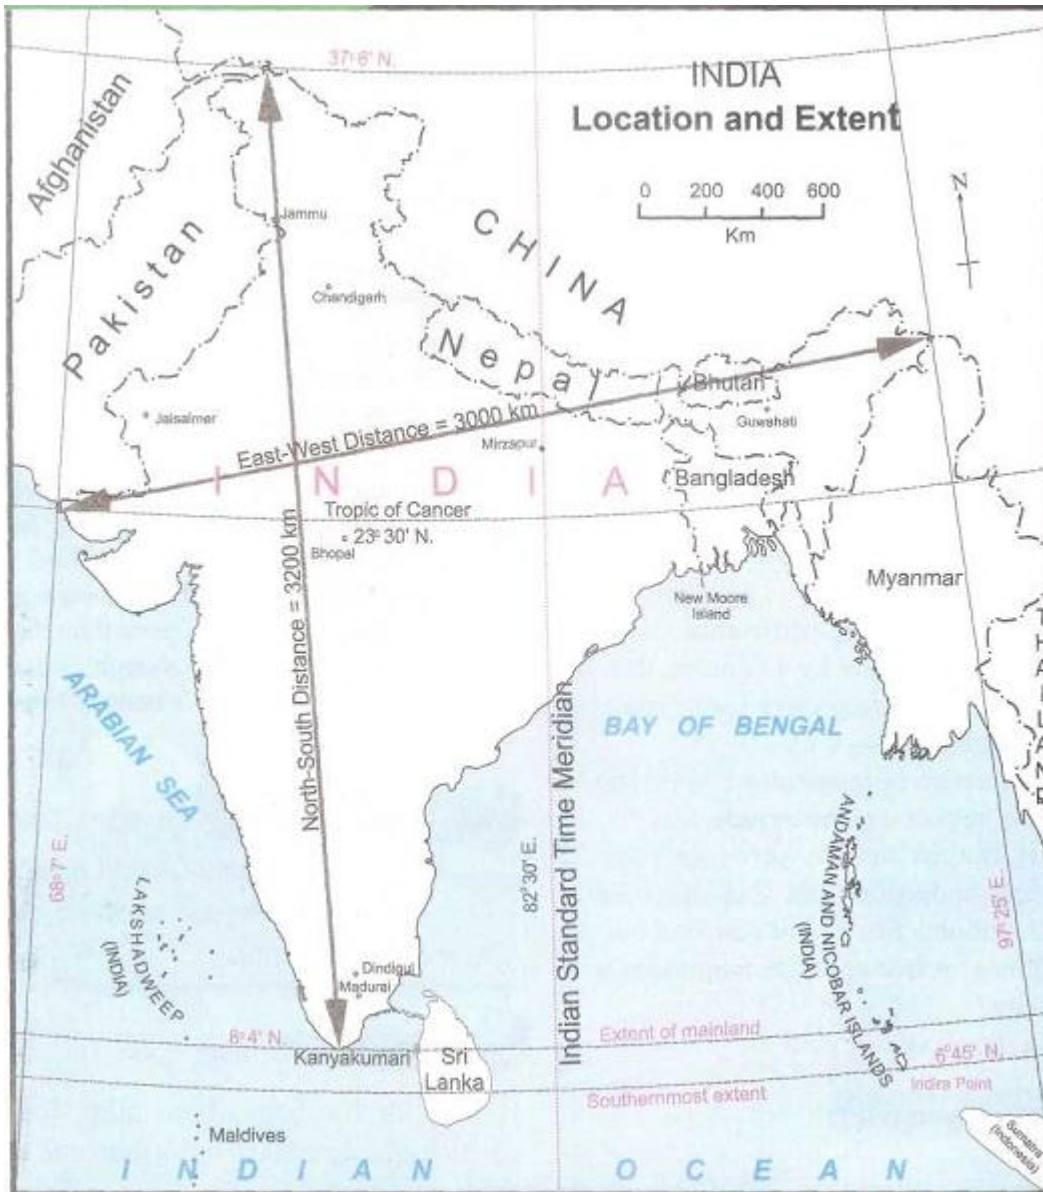 37°6' N.
INDIA
Location and Extent
0 200 400 600
Km
N
Afghanistan
Pakistan
CHINA
Jammu
Chandigarh
Nepal
Bhutan
Guwahati
Jaisalmer
East-West Distance = 3000 km
Mirzapur
INDIA
Bangladesh
Tropic of Cancer
23°30' N.
Bhopal
Myanmar
New Moore
Island
THAILAND
North-South Distance = 3200 km
ARABIAN SEA
BAY OF BENGAL
68°7' E.
82°30' E.
Indian Standard Time Meridian
97°25' E.
LAKSHADWEEP
(INDIA)
ANDAMAN AND NICOBAR ISLANDS
(INDIA)
Dindigul
Madurai
8°4' N.
Extent of mainland
Kanyakumari
Sri
Lanka
6°45' N.
Indira Point
Southernmost extent
Maldives
Sumatra
(Indonesia)
INDIAN OCEAN